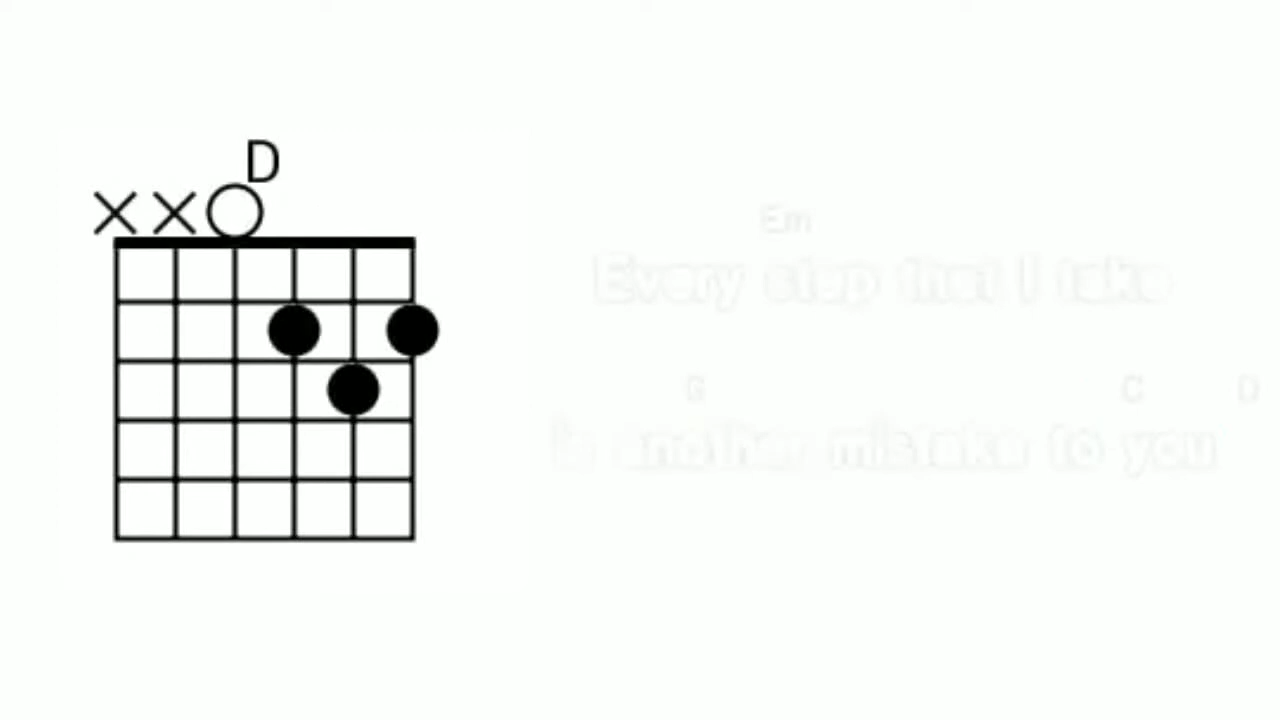 D
Em
Every step that I take
G C D
is another mistake to you